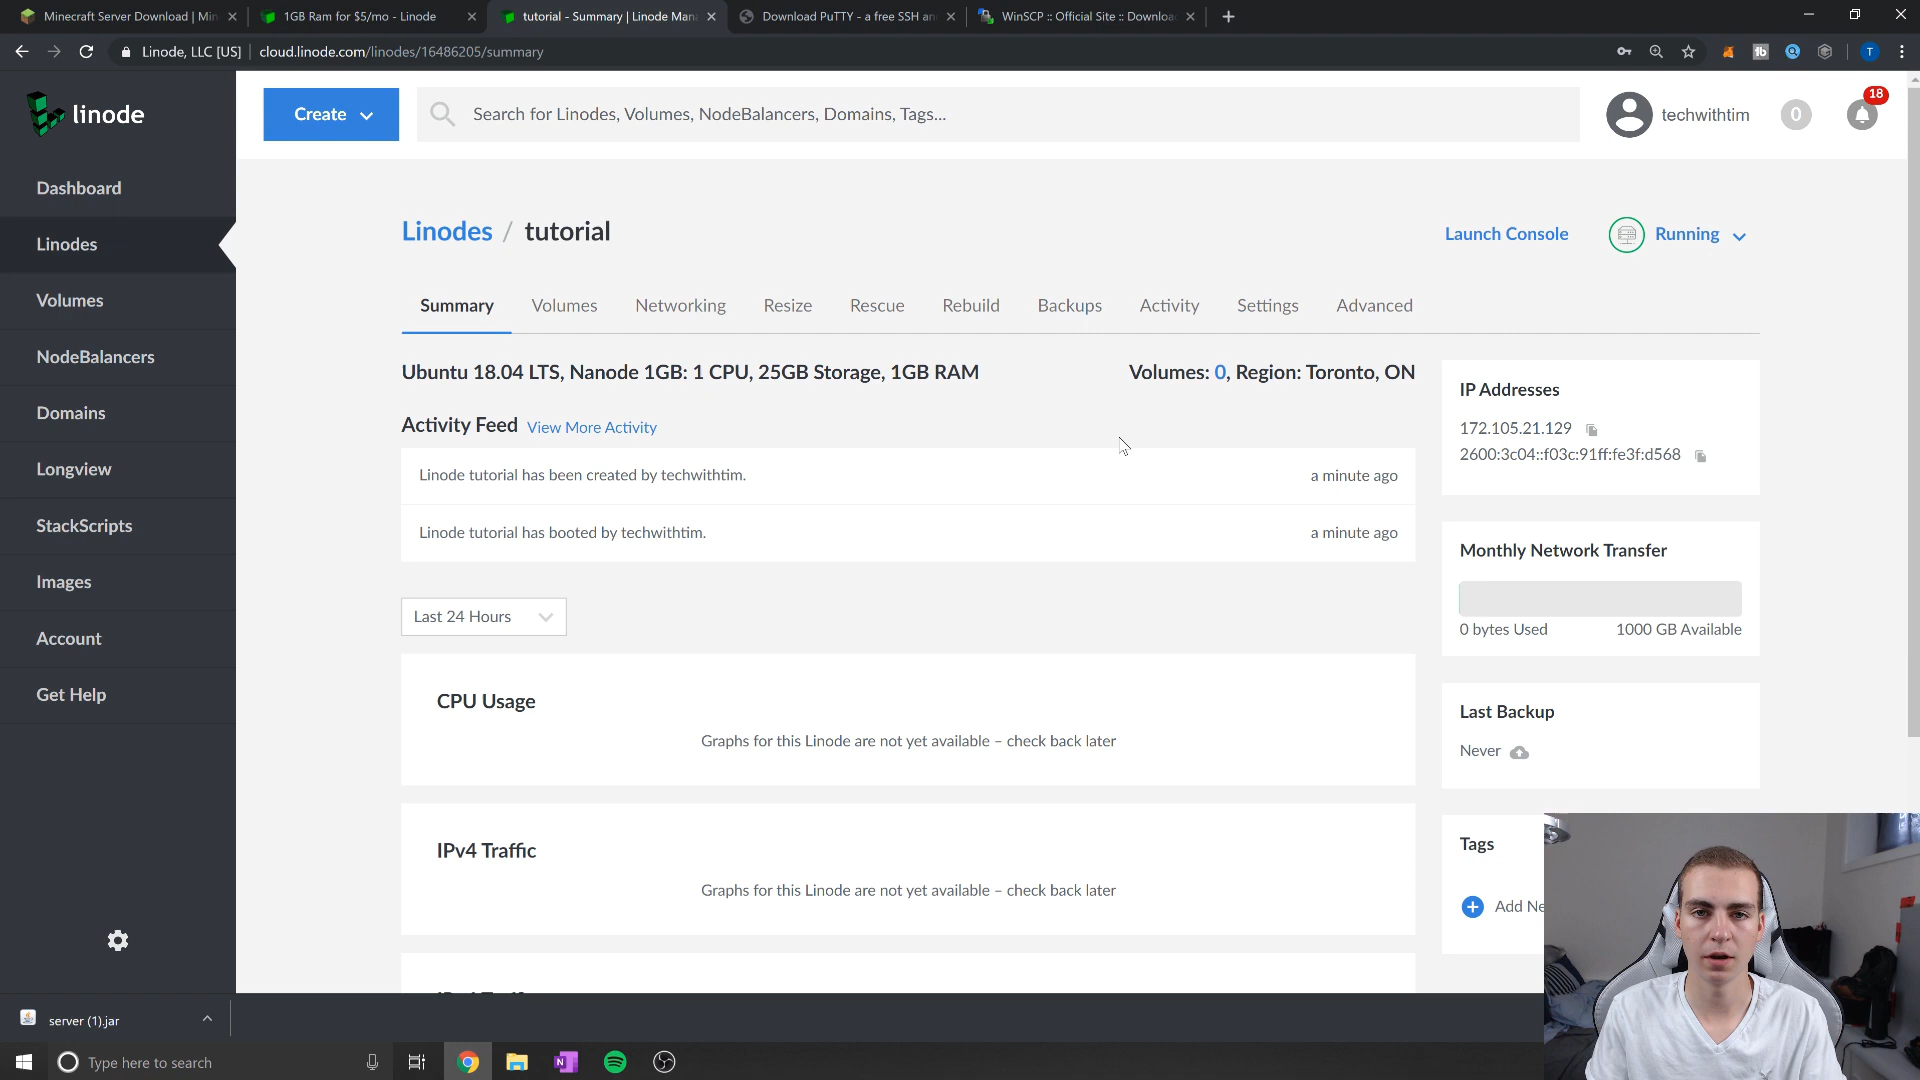 Minecraft Server Download | Min
1GB Ram for $5/mo - Linode
tutorial - Summary | Linode Man
Download PuTTY - a free SSH an
WinSCP :: Official Site :: Download
Linode, LLC [US] | cloud.linode.com/linodes/16486205/summary
T
linode
Create
Search for Linodes, Volumes, NodeBalancers, Domains, Tags...
techwithtim
0
18
Dashboard
Linodes
Volumes
NodeBalancers
Domains
Longview
StackScripts
Images
Account
Get Help
Linodes / tutorial
Launch Console
Running
Summary Volumes Networking Resize Rescue Rebuild Backups Activity Settings Advanced
Ubuntu 18.04 LTS, Nanode 1GB: 1 CPU, 25GB Storage, 1GB RAM
Volumes: 0, Region: Toronto, ON
Activity Feed View More Activity
Linode tutorial has been created by techwithtim. a minute ago
Linode tutorial has booted by techwithtim. a minute ago
Last 24 Hours
CPU Usage
Graphs for this Linode are not yet available – check back later
IPv4 Traffic
Graphs for this Linode are not yet available – check back later
IP Addresses
172.105.21.129
2600:3c04::f03c:91ff:fe3f:d568
Monthly Network Transfer
0 bytes Used 1000 GB Available
Last Backup
Never
Tags
Add Ne
server (1).jar
Type here to search